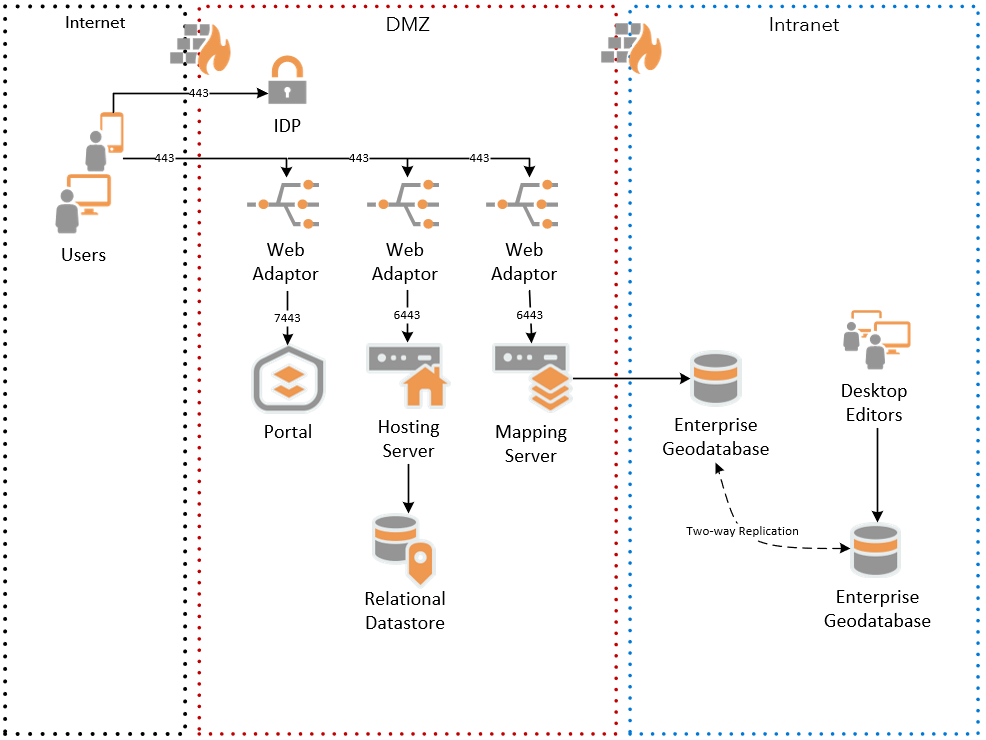 Internet
DMZ
Intranet
443
IDP
443
443
443
Users
Web
Adaptor
Web
Adaptor
Web
Adaptor
7443
6443
6443
Portal
Hosting
Server
Mapping
Server
Enterprise
Geodatabase
Desktop
Editors
Two-way Replication
Relational
Datastore
Enterprise
Geodatabase